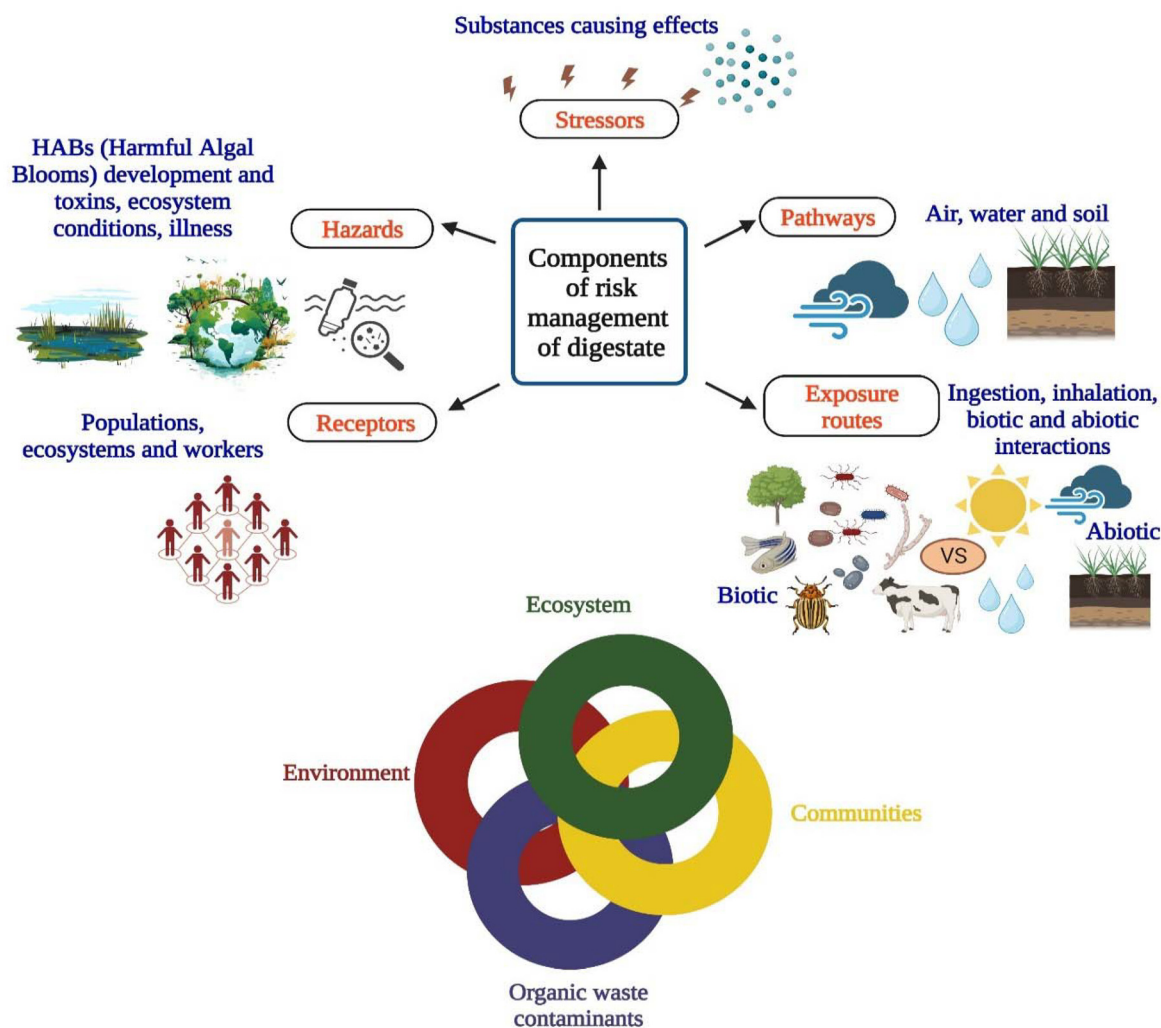 Substances causing effects
Stressors
HABs (Harmful Algal
Blooms) development and
toxins, ecosystem
conditions, illness
Hazards
Components
of risk
management
of digestate
Pathways
Air, water and soil
Receptors
Populations,
ecosystems and workers
Exposure
routes
Ingestion, inhalation,
biotic and abiotic
interactions
Abiotic
VS
Biotic
Ecosystem
Environment
Communities
Organic waste
contaminants